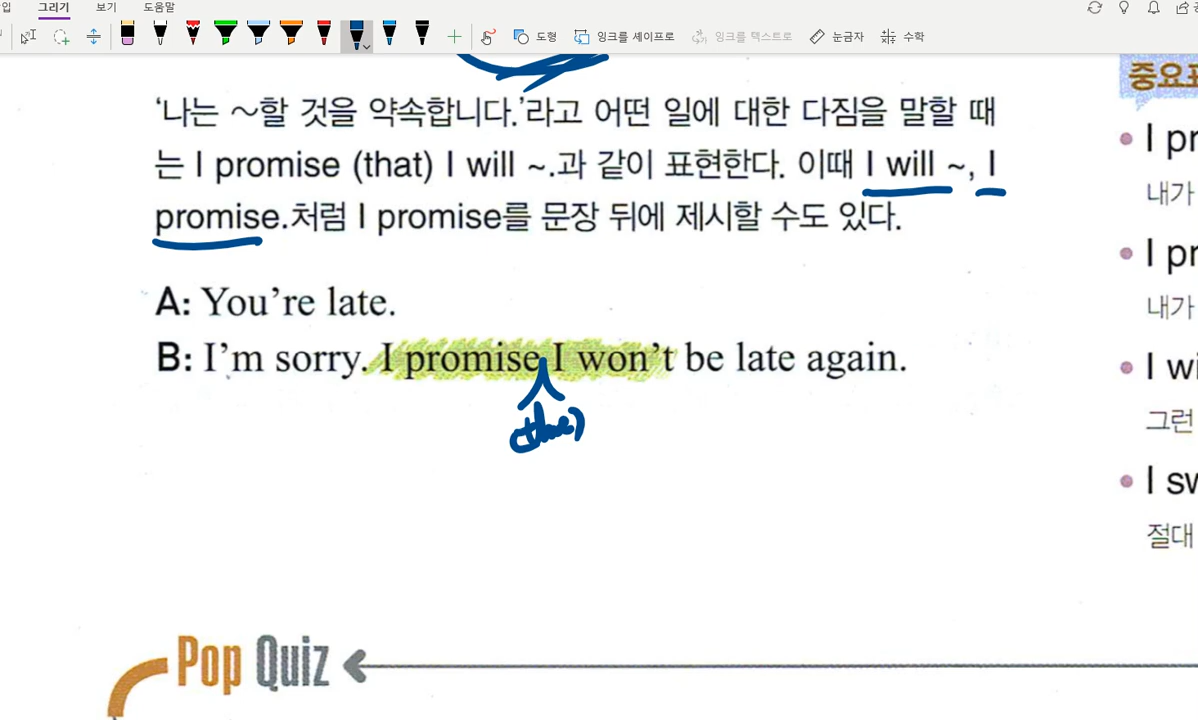 입 그리기 보기 도움말
도형 잉크를 셰이프로 잉크를 텍스트로 눈금자 수학
중요표
'나는 ~할 것을 약속합니다.'라고 어떤 일에 대한 다짐을 말할 때
는 I promise (that) I will ~.과 같이 표현한다. 이때 I will ~, I
promise.처럼 I promise를 문장 뒤에 제시할 수도 있다.
A: You're late.
B: I'm sorry. I promise I won't be late again.
(that)
I pr
내가
I pr
내가
I wi
그런
I sw
절대
Pop Quiz